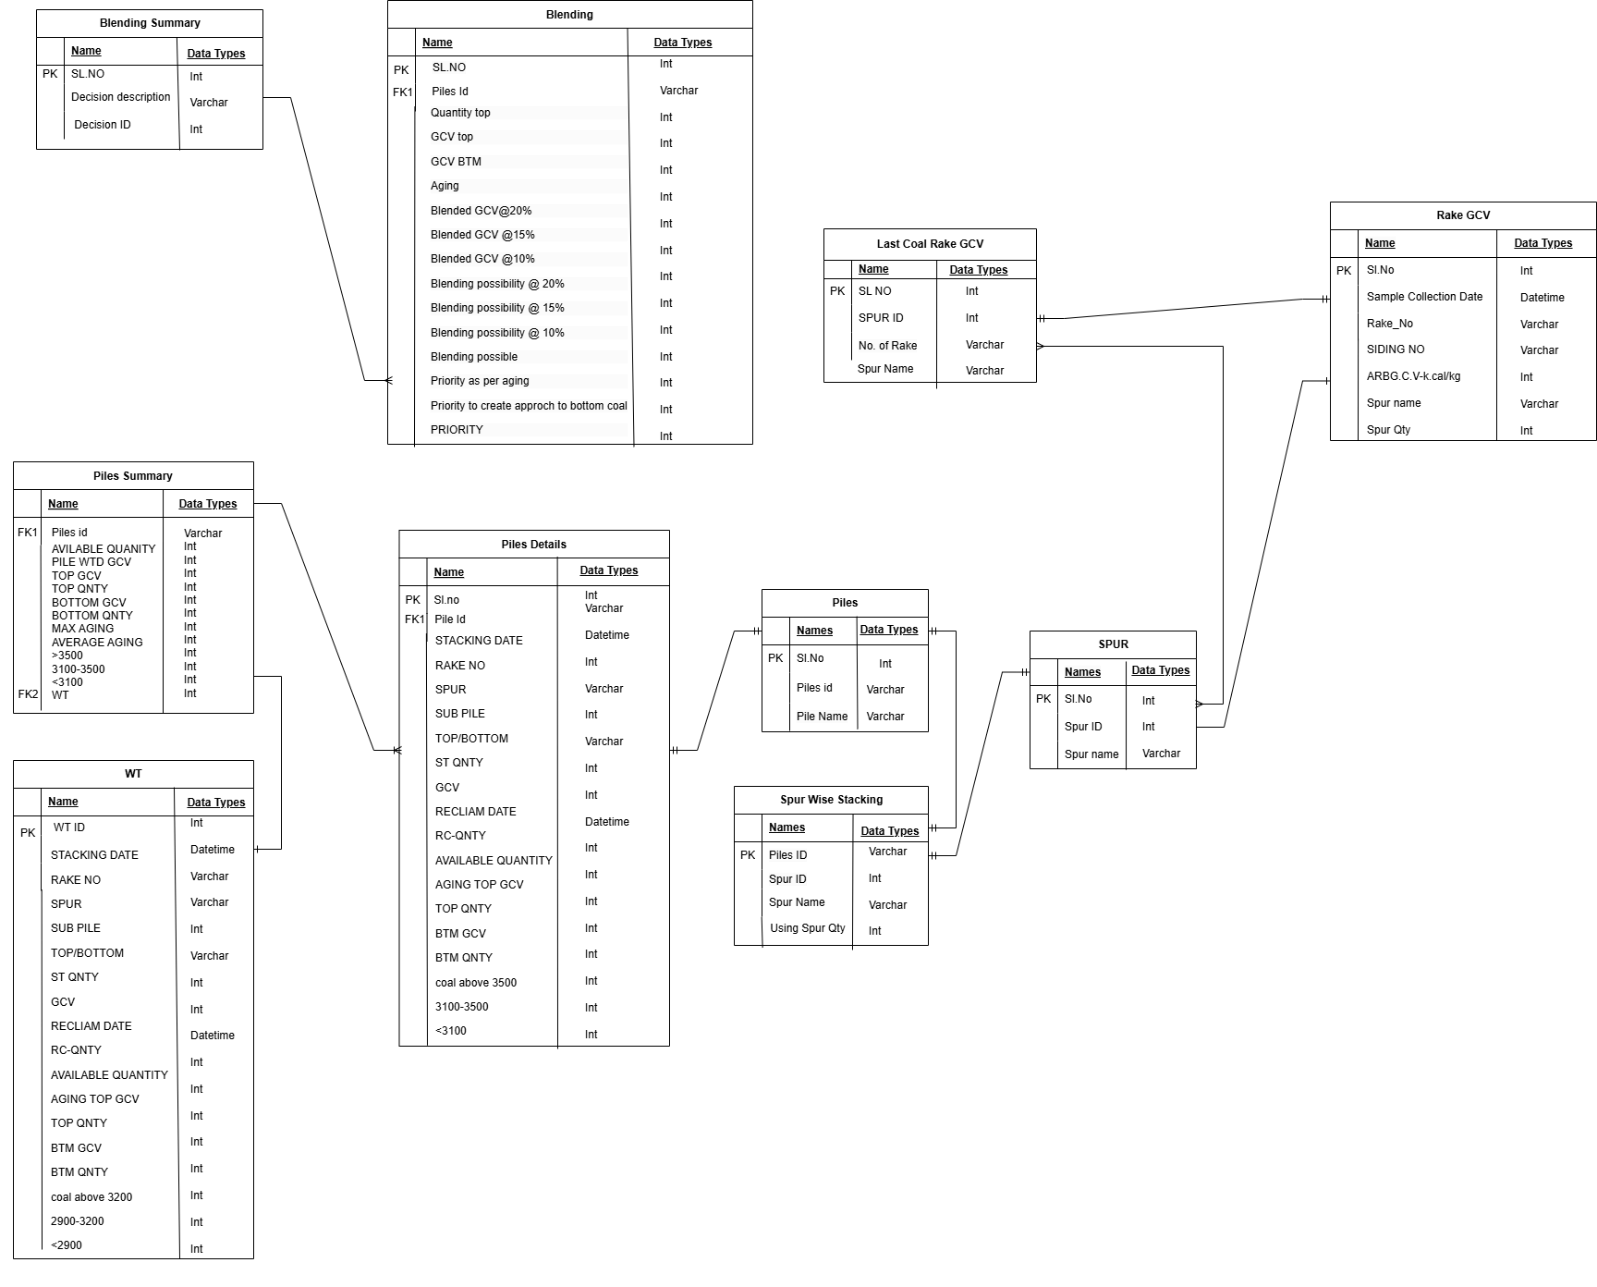 Blending Summary
Name Data Types
PK SL.NO Int
Decision description Varchar
Decision ID Int
Blending
Name Data Types
PK SL.NO Int
FK1 Piles Id Varchar
Quantity top Int
GCV top Int
GCV BTM Int
Aging Int
Blended GCV@20% Int
Blended GCV @15% Int
Blended GCV @10% Int
Blending possibility @ 20% Int
Blending possibility @ 15% Int
Blending possibility @ 10% Int
Blending possible Int
Priority as per aging Int
Priority to create approch to bottom coal Int
PRIORITY Int
Last Coal Rake GCV
Name Data Types
PK SL NO Int
SPUR ID Int
No. of Rake Varchar
Spur Name Varchar
Rake GCV
Name Data Types
PK Sl.No Int
Sample Collection Date Datetime
Rake_No Varchar
SIDING NO Varchar
ARBG.C.V-k.cal/kg Int
Spur name Varchar
Spur Qty Int
Piles Summary
Name Data Types
FK1 Piles id Varchar
AVILABLE QUANITY Int
PILE WTD GCV Int
TOP GCV Int
TOP QNTY Int
BOTTOM GCV Int
BOTTOM QNTY Int
MAX AGING Int
AVERAGE AGING Int
>3500 Int
3100-3500 Int
<3100 Int
FK2 WT Int
Piles Details
Name Data Types
PK Sl.no Int
FK1 Pile Id Varchar
STACKING DATE Datetime
RAKE NO Int
SPUR Varchar
SUB PILE Int
TOP/BOTTOM Varchar
ST QNTY Int
GCV Int
RECLIAM DATE Datetime
RC-QNTY Int
AVAILABLE QUANTITY Int
AGING TOP GCV Int
TOP QNTY Int
BTM GCV Int
BTM QNTY Int
coal above 3500 Int
3100-3500 Int
<3100 Int
Piles
Names Data Types
PK Sl.No Int
Piles id Varchar
Pile Name Varchar
SPUR
Names Data Types
PK Sl.No Int
Spur ID Int
Spur name Varchar
WT
Name Data Types
PK WT ID Int
STACKING DATE Datetime
RAKE NO Varchar
SPUR Varchar
SUB PILE Int
TOP/BOTTOM Varchar
ST QNTY Int
GCV Int
RECLIAM DATE Datetime
RC-QNTY Int
AVAILABLE QUANTITY Int
AGING TOP GCV Int
TOP QNTY Int
BTM GCV Int
BTM QNTY Int
coal above 3200 Int
2900-3200 Int
<2900 Int
Spur Wise Stacking
Names Data Types
PK Piles ID Varchar
Spur ID Int
Spur Name Varchar
Using Spur Qty Int